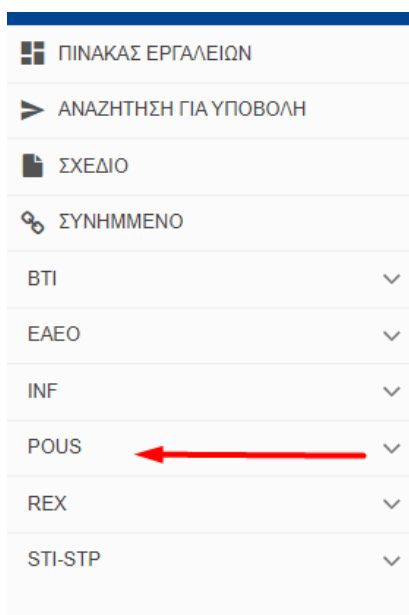 ΠΙΝΑΚΑΣ ΕΡΓΑΛΕΙΩΝ
ΑΝΑΖΗΤΗΣΗ ΓΙΑ ΥΠΟΒΟΛΗ
ΣΧΕΔΙΟ
ΣΥΝΗΜΜΕΝΟ
BTI
EAEO
INF
POUS
REX
STI-STP